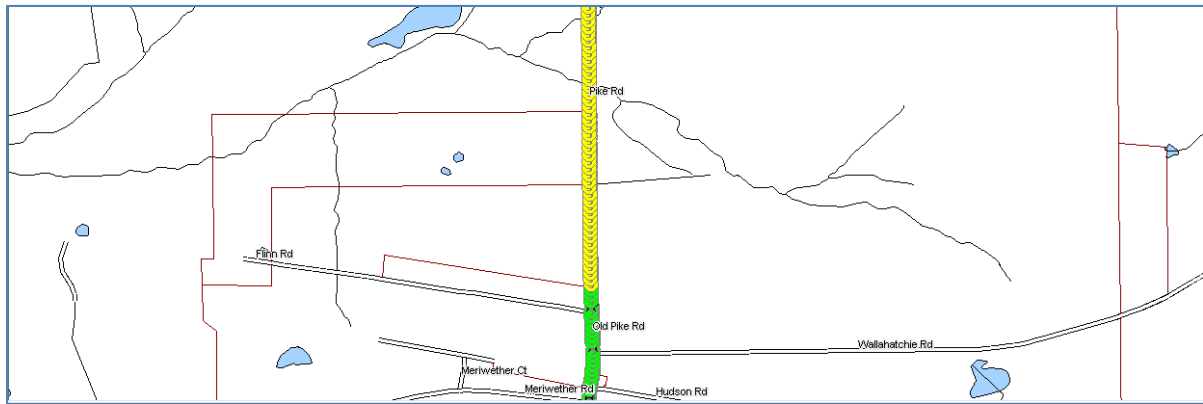 Pike Rd
Flinn Rd
Old Pike Rd
Wallahatchie Rd
Meriwether Ct
Meriwether Rd
Hudson Rd